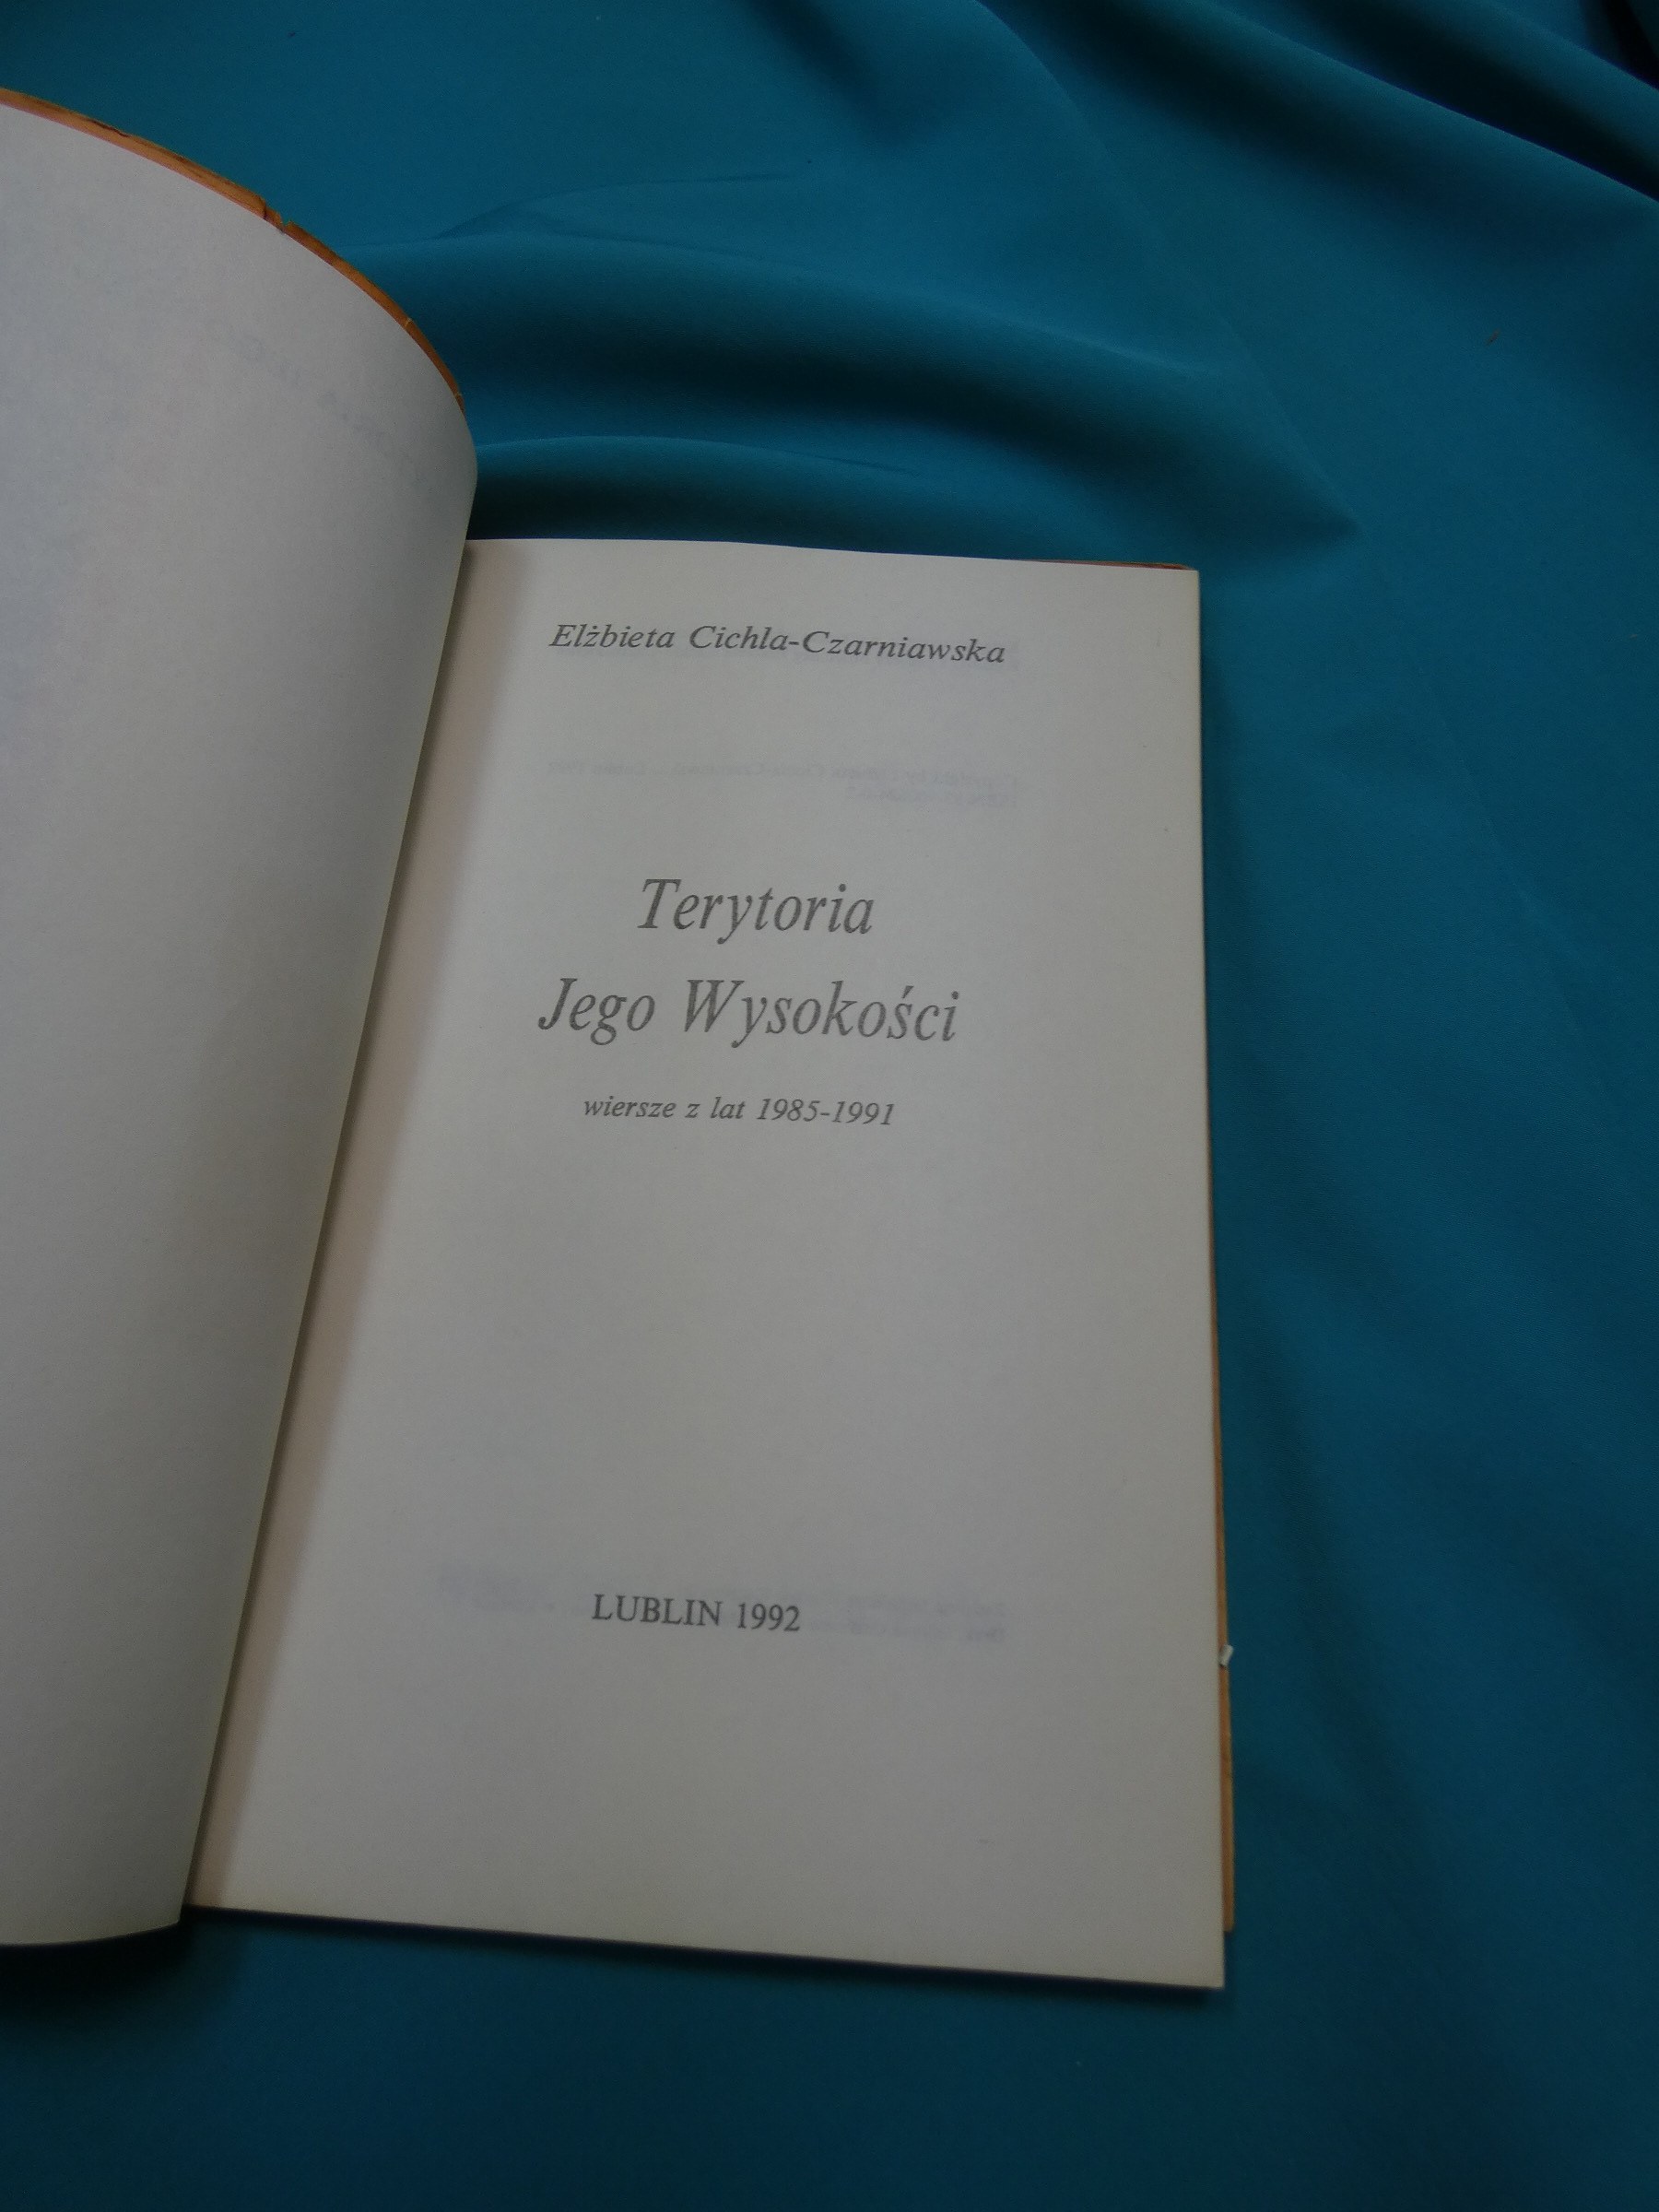 Elżbieta Cichla-Czarniawska
Terytoria
Jego Wysokości
wiersze z lat 1985-1991
LUBLIN 1992